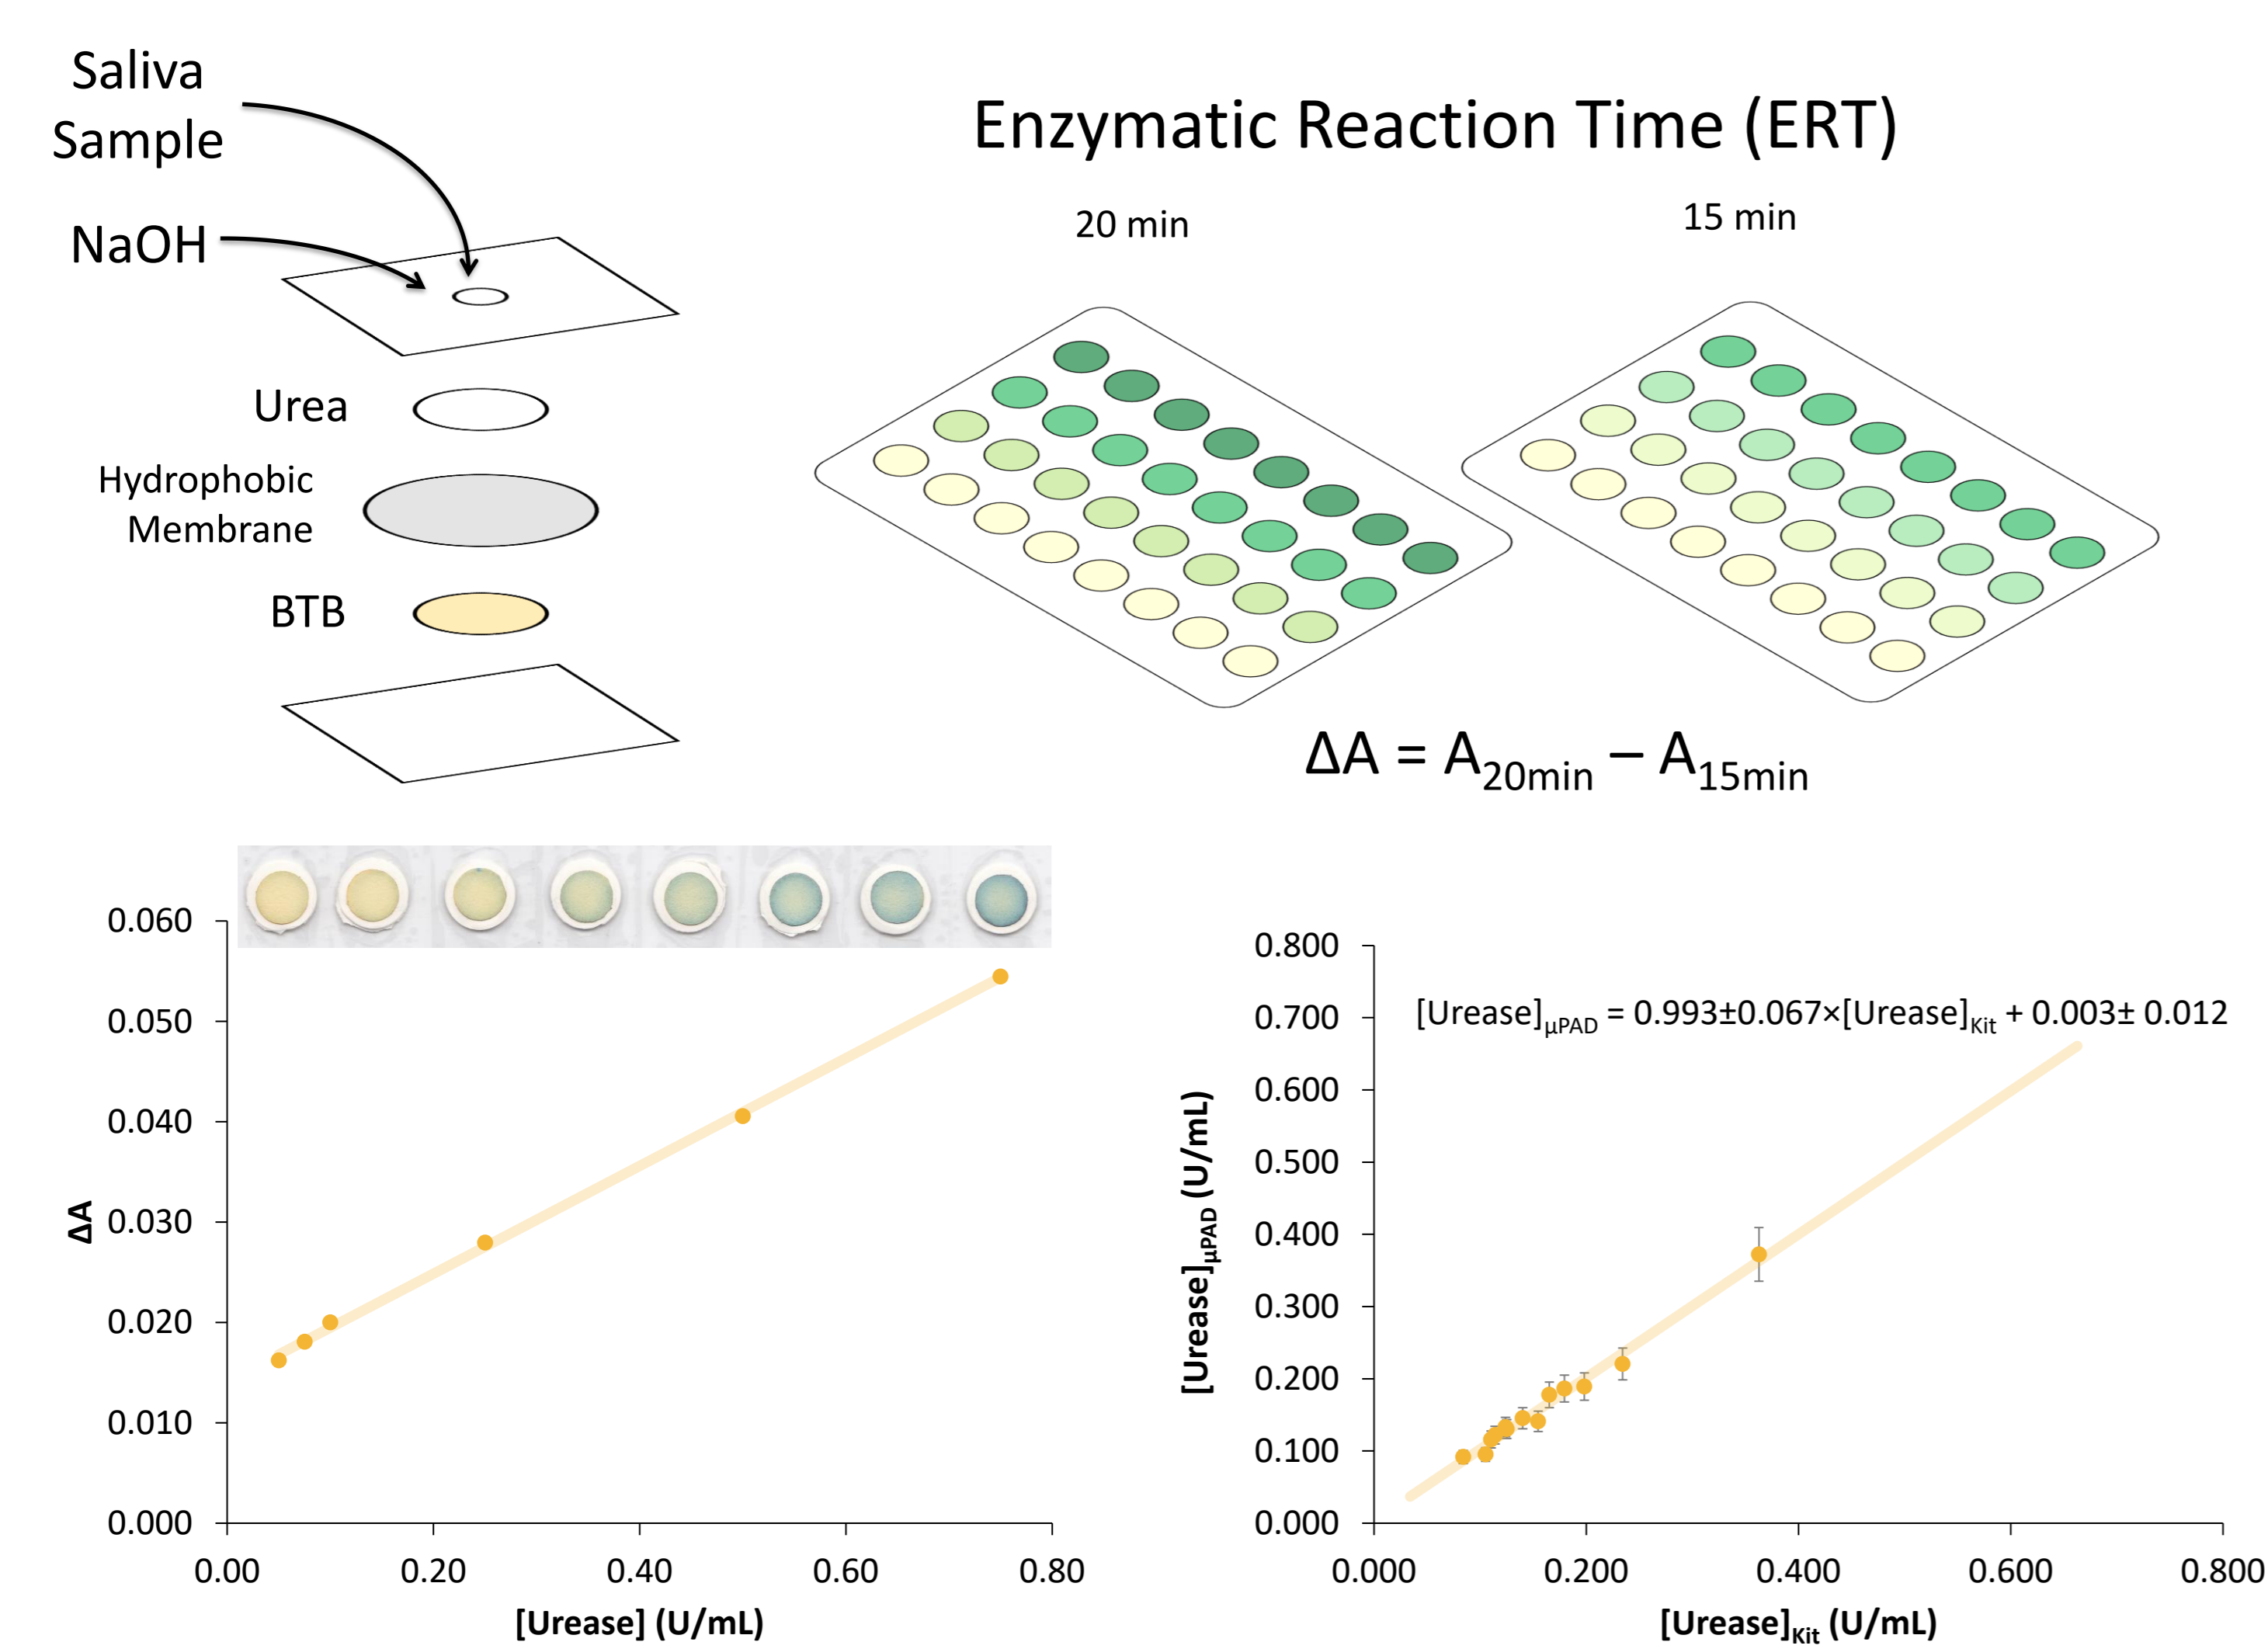 Saliva
Sample
NaOH
Urea
Hydrophobic
Membrane
BTB
Enzymatic Reaction Time (ERT)
20 min
15 min
ΔA = A20min – A15min
0.060
0.050
0.040
0.030
0.020
0.010
0.000
ΔA
0.00
0.20
0.40
0.60
0.80
[Urease] (U/mL)
0.800
0.700
0.600
0.500
0.400
0.300
0.200
0.100
0.000
[Urease]µPAD (U/mL)
[Urease]µPAD = 0.993±0.067×[Urease]Kit + 0.003± 0.012
0.000
0.200
0.400
0.600
0.800
[Urease]Kit (U/mL)